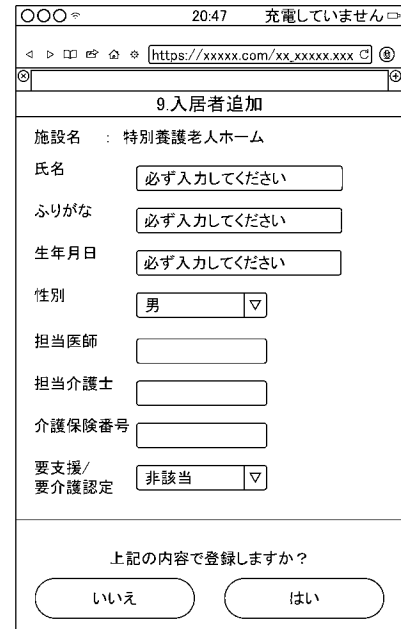 20:47 充電していません
https://xxxxx.com/xx_xxxxx.xxx
9.入居者追加
施設名 : 特別養護老人ホーム
氏名 必ず入力してください
ふりがな 必ず入力してください
生年月日 必ず入力してください
性別 男
担当医師
担当介護士
介護保険番号
要支援/
要介護認定 非該当
上記の内容で登録しますか?
いいえ はい